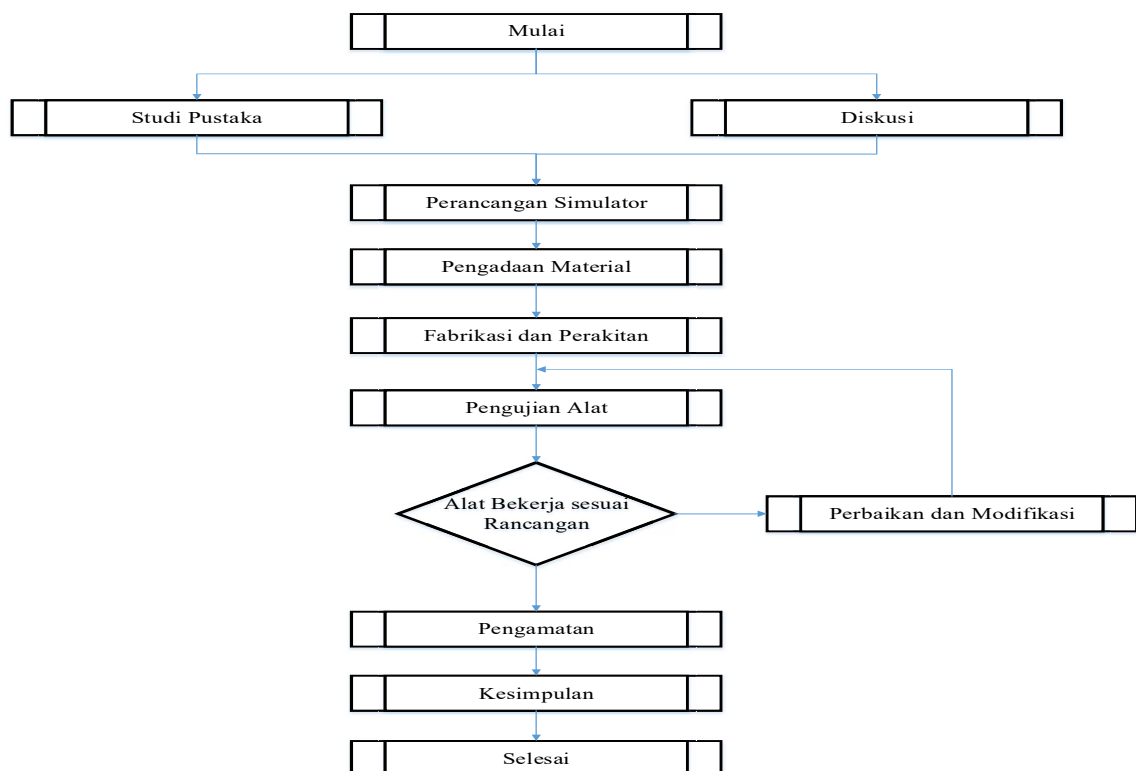 Mulai
Studi Pustaka
Diskusi
Perancangan Simulator
Pengadaan Material
Fabrikasi dan Perakitan
Pengujian Alat
Alat Bekerja sesuai
Rancangan
Perbaikan dan Modifikasi
Pengamatan
Kesimpulan
Selesai